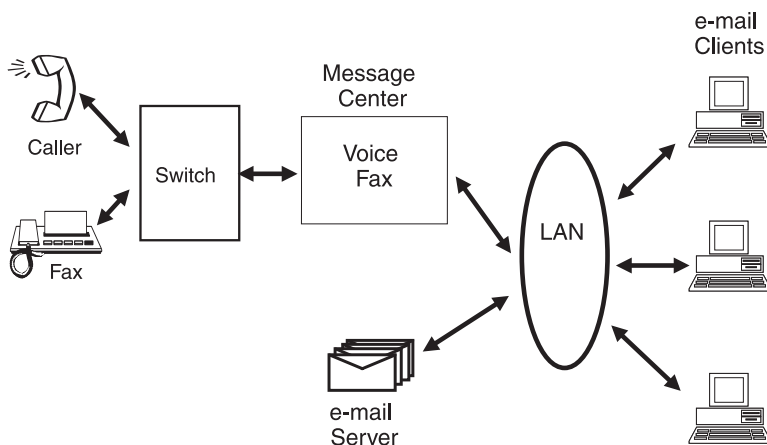 e-mail
Clients
Message
Center
Caller
Switch
Voice
Fax
LAN
Fax
e-mail
Server